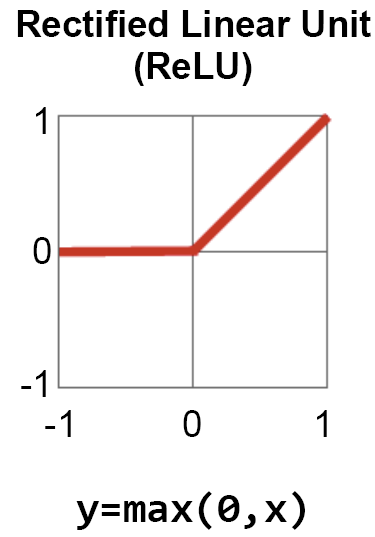 Rectified Linear Unit
(ReLU)
1
0
-1
-1 0 1
y=max(0,x)